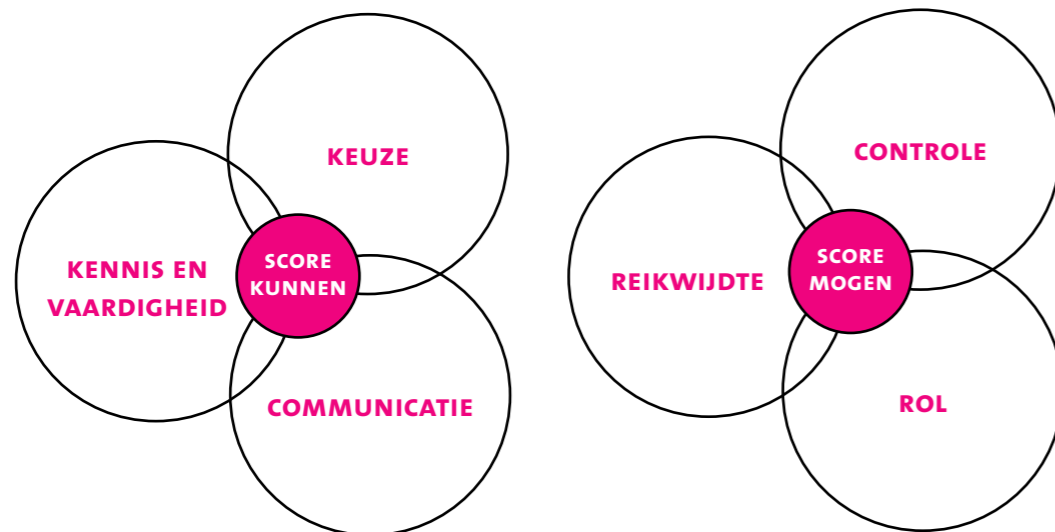 KEUZE
KENNIS EN
VAARDIGHEID
SCORE
KUNNEN
COMMUNICATIE
CONTROLE
REIKWIJDTE
SCORE
MOGEN
ROL